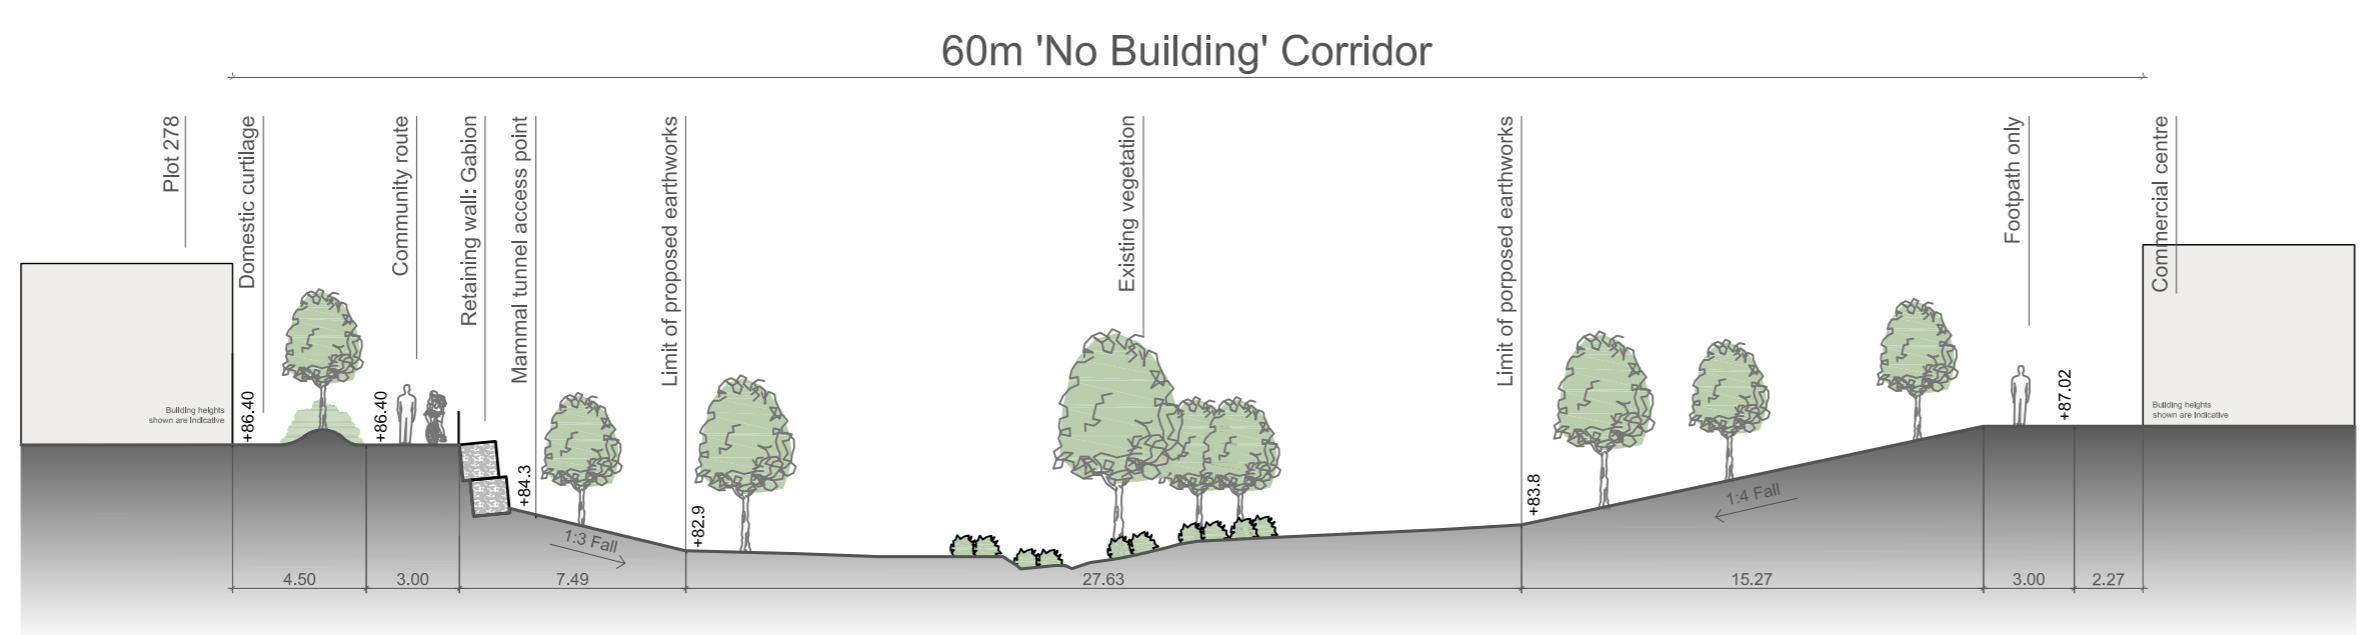 60m 'No Building' Corridor
Plot 278
Domestic curtilage
Community route
Retaining wall: Gabion
Mammal tunnel access point
Limit of proposed earthworks
Existing vegetation
Limit of porposed earthworks
Footpath only
Commercial centre
Building heights
shown are Indicative
+86.40
+86.40
+84.3
+82.9
+83.8
+87.02
Building heights
shown are Indicative
1:3 Fall
1:4 Fall
4.50
3.00
7.49
27.63
15.27
3.00
2.27